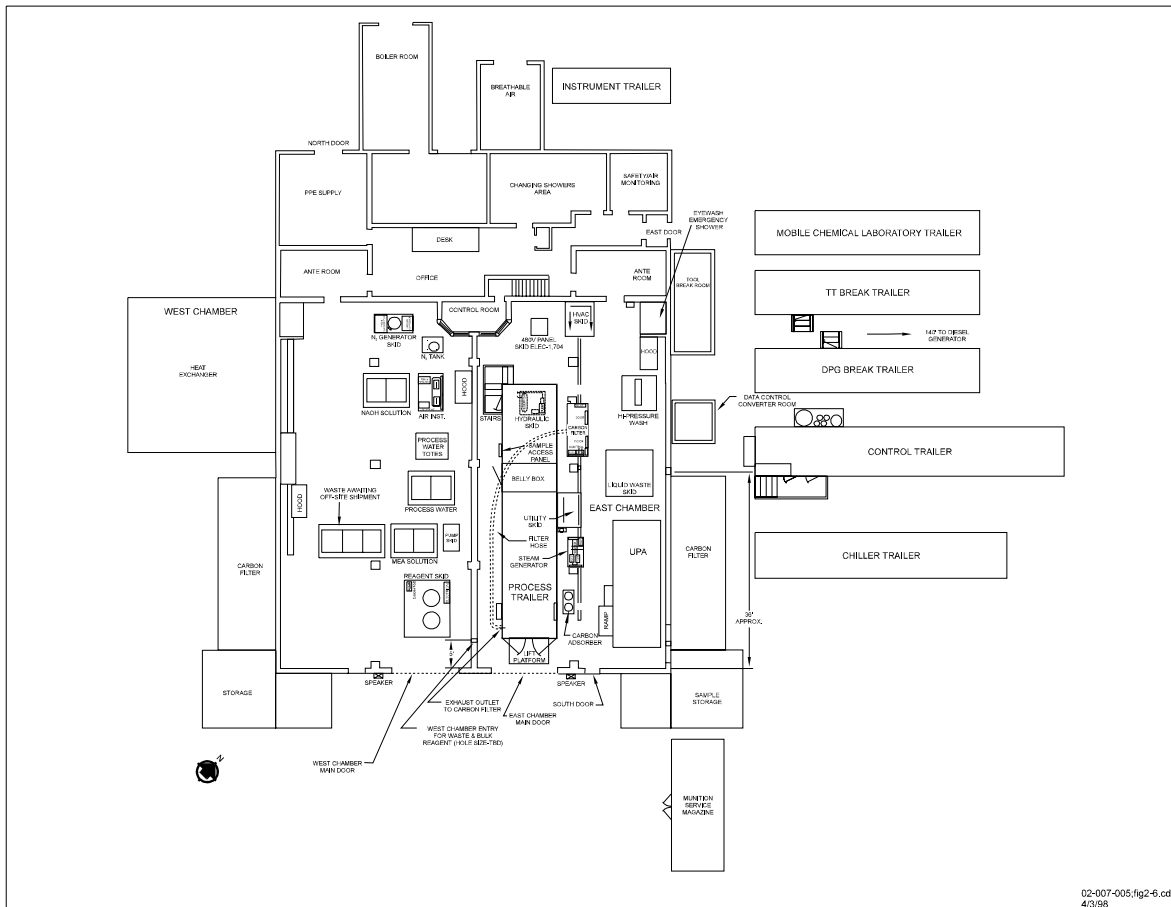 BOILER ROOM
BREATHABLE
AIR
INSTRUMENT TRAILER
NORTH DOOR
PPE SUPPLY
CHANGING SHOWERS
AREA
SAFETY/AIR
MONITORING
EYEWASH
EMERGENCY
SHOWER
DESK
EAST DOOR
MOBILE CHEMICAL LABORATORY TRAILER
ANTE ROOM
OFFICE
ANTE
ROOM
TOOL
BREAK ROOM
TT BREAK TRAILER
WEST CHAMBER
CONTROL ROOM
HVAC
SKID
N2 GENERATOR
SKID
480V PANEL
SKID ELEC-1,704
140' TO DIESEL
GENERATOR
N2 TANK
HOOD
HEAT
EXCHANGER
DPG BREAK TRAILER
HOOD
NAOH SOLUTION
AIR INST.
STAIRS
HYDRAULIC
SKID
HI-PRESSURE
WASH
DATA CONTROL
CONVERTER ROOM
CARBON
FILTER
PROCESS
WATER
TOTES
SAMPLE
ACCESS
PANEL
CONTROL TRAILER
BELLY BOX
LIQUID WASTE
SKID
WASTE AWAITING
OFF-SITE SHIPMENT
HOOD
PROCESS WATER
UTILITY
SKID
EAST CHAMBER
MEA SOLUTION
PUMP
SKID
FILTER
HOSE
STEAM
GENERATOR
UPA
CARBON
FILTER
CARBON
FILTER
CHILLER TRAILER
REAGENT SKID
PROCESS
TRAILER
RAMP
36'
APPROX.
CARBON
ADSORBER
5'
LIFT
PLATFORM
STORAGE
SPEAKER
SPEAKER
SAMPLE
STORAGE
EXHAUST OUTLET
TO CARBON FILTER
SOUTH DOOR
EAST CHAMBER
MAIN DOOR
WEST CHAMBER ENTRY
FOR WASTE & BULK
REAGENT (HOLE SIZE-TBD)
WEST CHAMBER
MAIN DOOR
N
MUNITION
SERVICE
MAGAZINE
02-007-005;fig2-6.cd
4/3/98